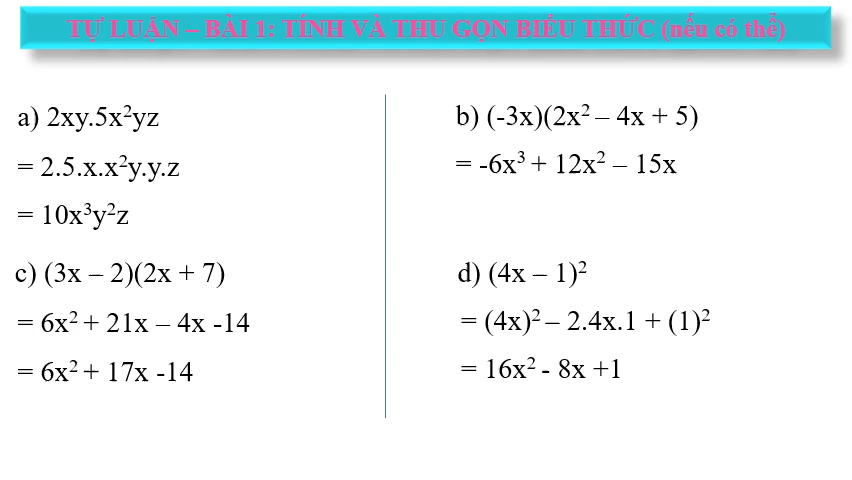 TỰ LUẬN – BÀI 1: TÍNH VÀ THU GỌN BIỂU THỨC (nếu có thể)
a) 2xy.5x²yz
= 2.5.x.x²y.y.z
= 10x³y²z
b) (-3x)(2x² – 4x + 5)
= -6x³ + 12x² – 15x
c) (3x – 2)(2x + 7)
= 6x² + 21x – 4x -14
= 6x² + 17x -14
d) (4x – 1)²
= (4x)² – 2.4x.1 + (1)²
= 16x² - 8x +1